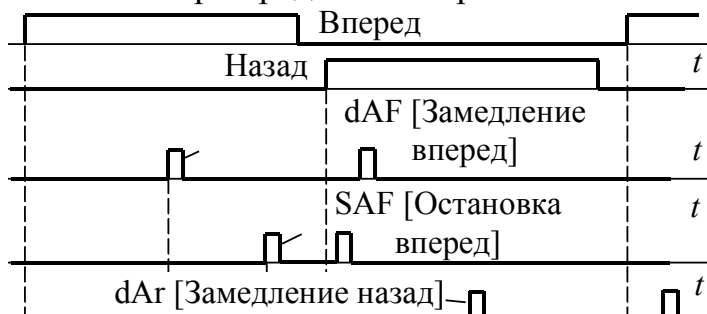 Вперед
Назад
t
dAF [Замедление
вперед]
t
SAF [Остановка
вперед]
t
dAr [Замедление назад]
t